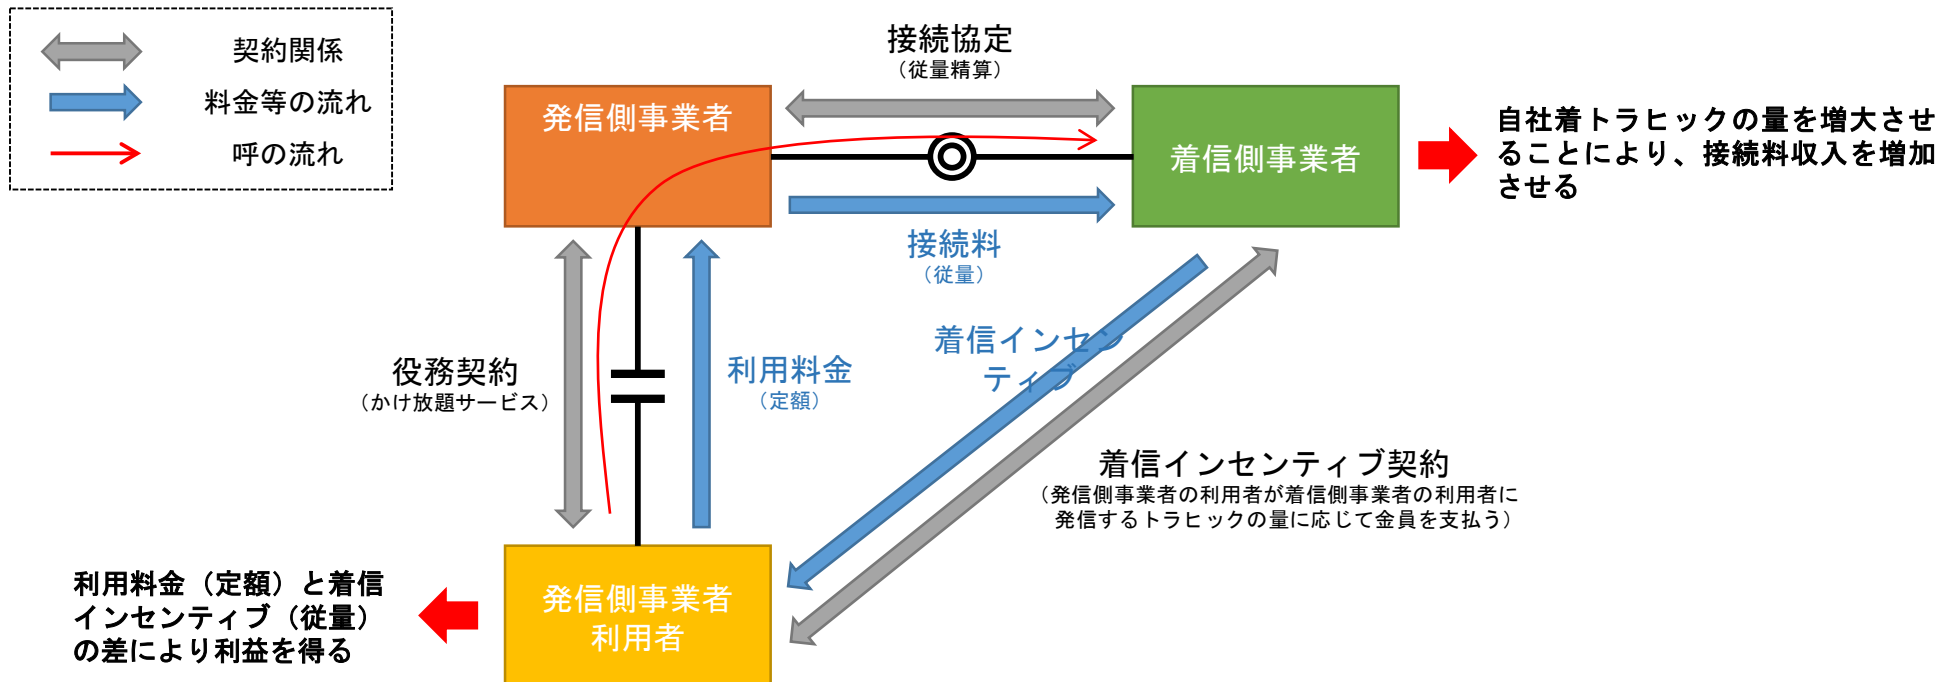 契約関係
料金等の流れ
呼の流れ
接続協定
（従量精算）
発信側事業者
着信側事業者
自社着トラヒックの量を増大させ
ることにより、接続料収入を増加
させる
接続料
（従量）
着信インセン
ティブ
役務契約
（かけ放題サービス）
利用料金
（定額）
着信インセンティブ契約
（発信側事業者の利用者が着信側事業者の利用者に
発信するトラヒックの量に応じて金員を支払う）
利用料金（定額）と着信
インセンティブ（従量）
の差により利益を得る
発信側事業者
利用者